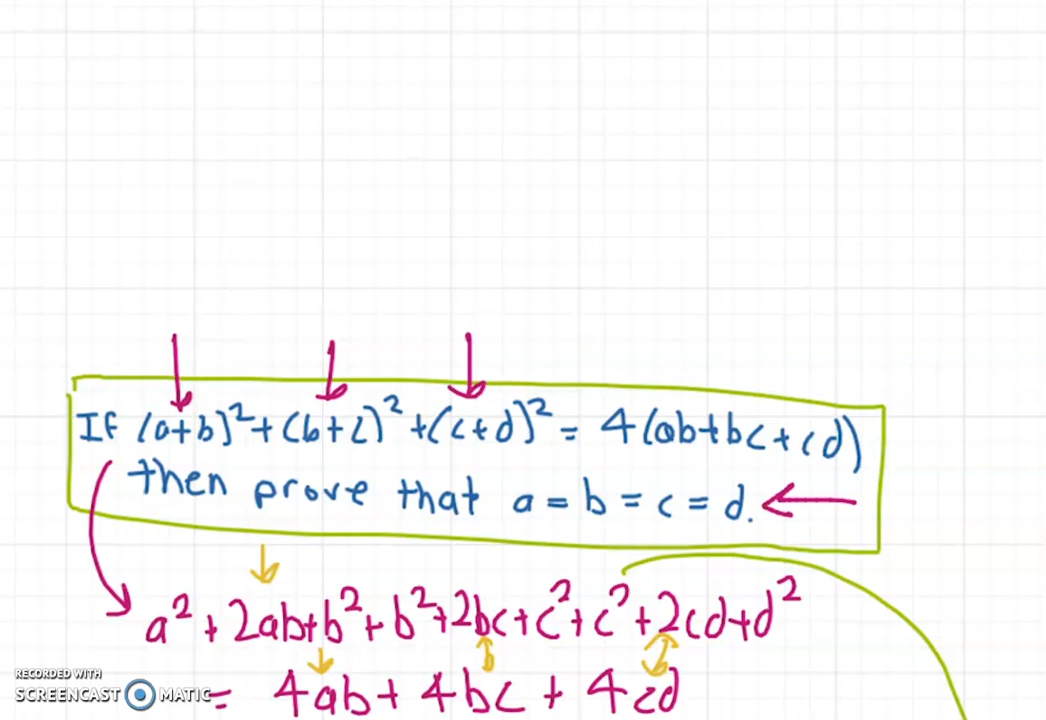 If (a+b)²+(b+c)²+(c+d)² = 4(ab+bc+cd)
then prove that a = b = c = d.
a² + 2ab+b²+b²+2bc+c²+c²+2cd+d²
= 4ab+ 4bc + 4cd
RECORDED WITH
SCREENCAST MATIC